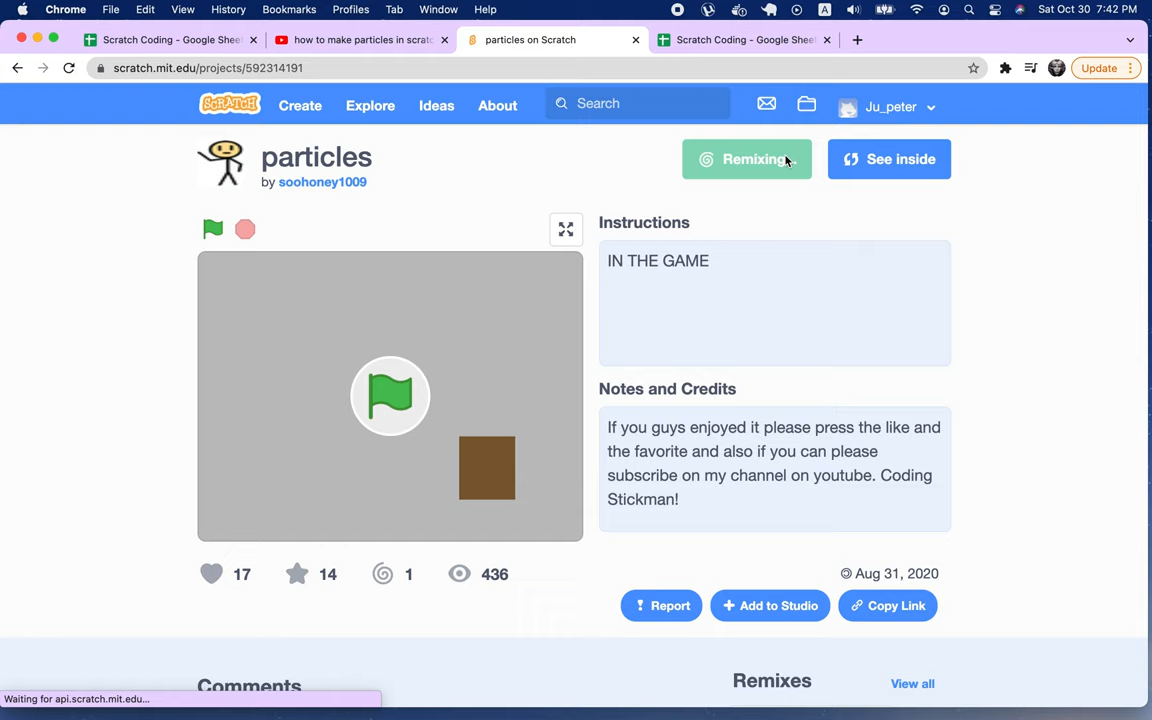 Chrome File Edit View History Bookmarks Profiles Tab Window Help A Sat Oct 30 7:42 PM
Scratch Coding - Google Shee particles on Scratch Scratch Coding - Google Shee
how to make particles in scratc
scratch.mit.edu/projects/592314191 Update
SCRATCH Create Explore Ideas About Search Ju_peter
particles
by soohoney1009
Remixing... See inside
Instructions
IN THE GAME
Notes and Credits
If you guys enjoyed it please press the like and
the favorite and also if you can please
subscribe on my channel on youtube. Coding
Stickman!
17 14 1 436
© Aug 31, 2020
Report Add to Studio Copy Link
Comments
Remixes View all
Waiting for api.scratch.mit.edu...